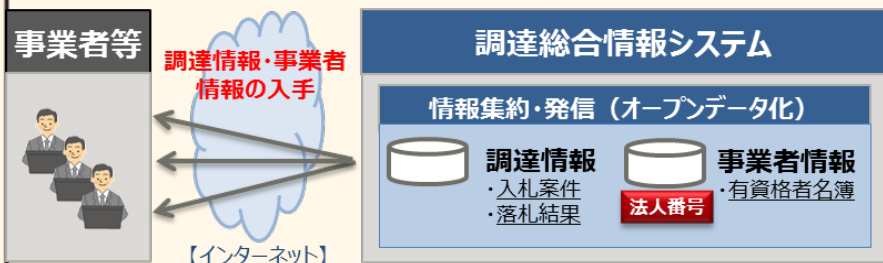 事業者等
調達情報・事業者
情報の入手
【インターネット】
調達総合情報システム
情報集約・発信（オープンデータ化）
調達情報
・入札案件
・落札結果
事業者情報
・有資格者名簿
法人番号